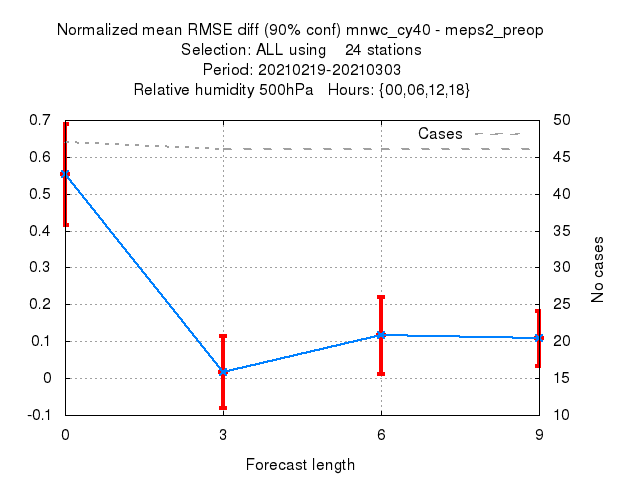 Normalized mean RMSE diff (90% conf) mnwc_cy40 - meps2_preop
Selection: ALL using    24 stations
Period: 20210219-20210303
Relative humidity 500hPa   Hours: {00,06,12,18}
Cases
0.7
0.6
0.5
0.4
0.3
0.2
0.1
0
-0.1
50
45
40
35
30
25
20
15
10
No cases
0 3 6 9
Forecast length